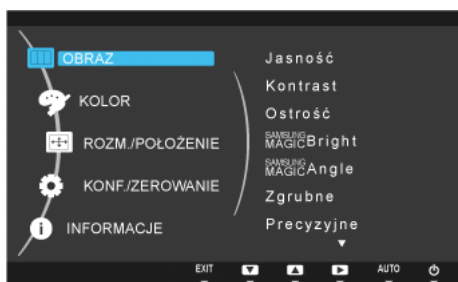 OBRAZ
KOLOR
ROZM./POŁOŻENIE
KONF./ZEROWANIE
INFORMACJE
Jasność
Kontrast
Ostrość
SAMSUNG MAGIC Bright
SAMSUNG MAGIC Angle
Zgrubne
Precyzyjne
EXIT AUTO